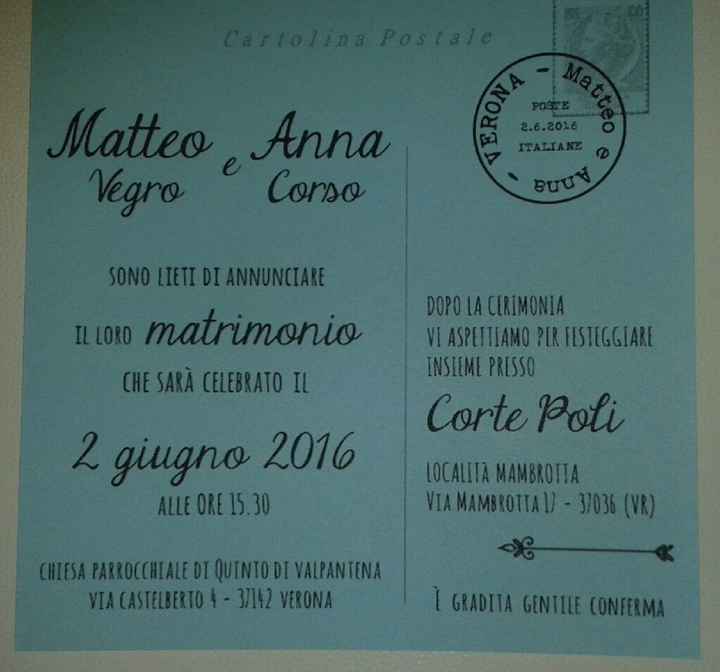 Cartolina Postale
VERONA - Matteo e Anna -
POSTE
2.6.2016
ITALIANE
Matteo e Anna
Vegro Corso
SONO LIETI DI ANNUNCIARE
IL LORO matrimonio
CHE SARÀ CELEBRATO IL
2 giugno 2016
ALLE ORE 15.30
CHIESA PARROCCHIALE DI QUINTO DI VALPANTENA
VIA CASTELBERTO 4 - 37142 VERONA
DOPO LA CERIMONIA
VI ASPETTIAMO PER FESTEGGIARE
INSIEME PRESSO
Corte Poli
LOCALITÀ MAMBROTTA
VIA MAMBROTTA 17 - 37036 (VR)
È GRADITA GENTILE CONFERMA